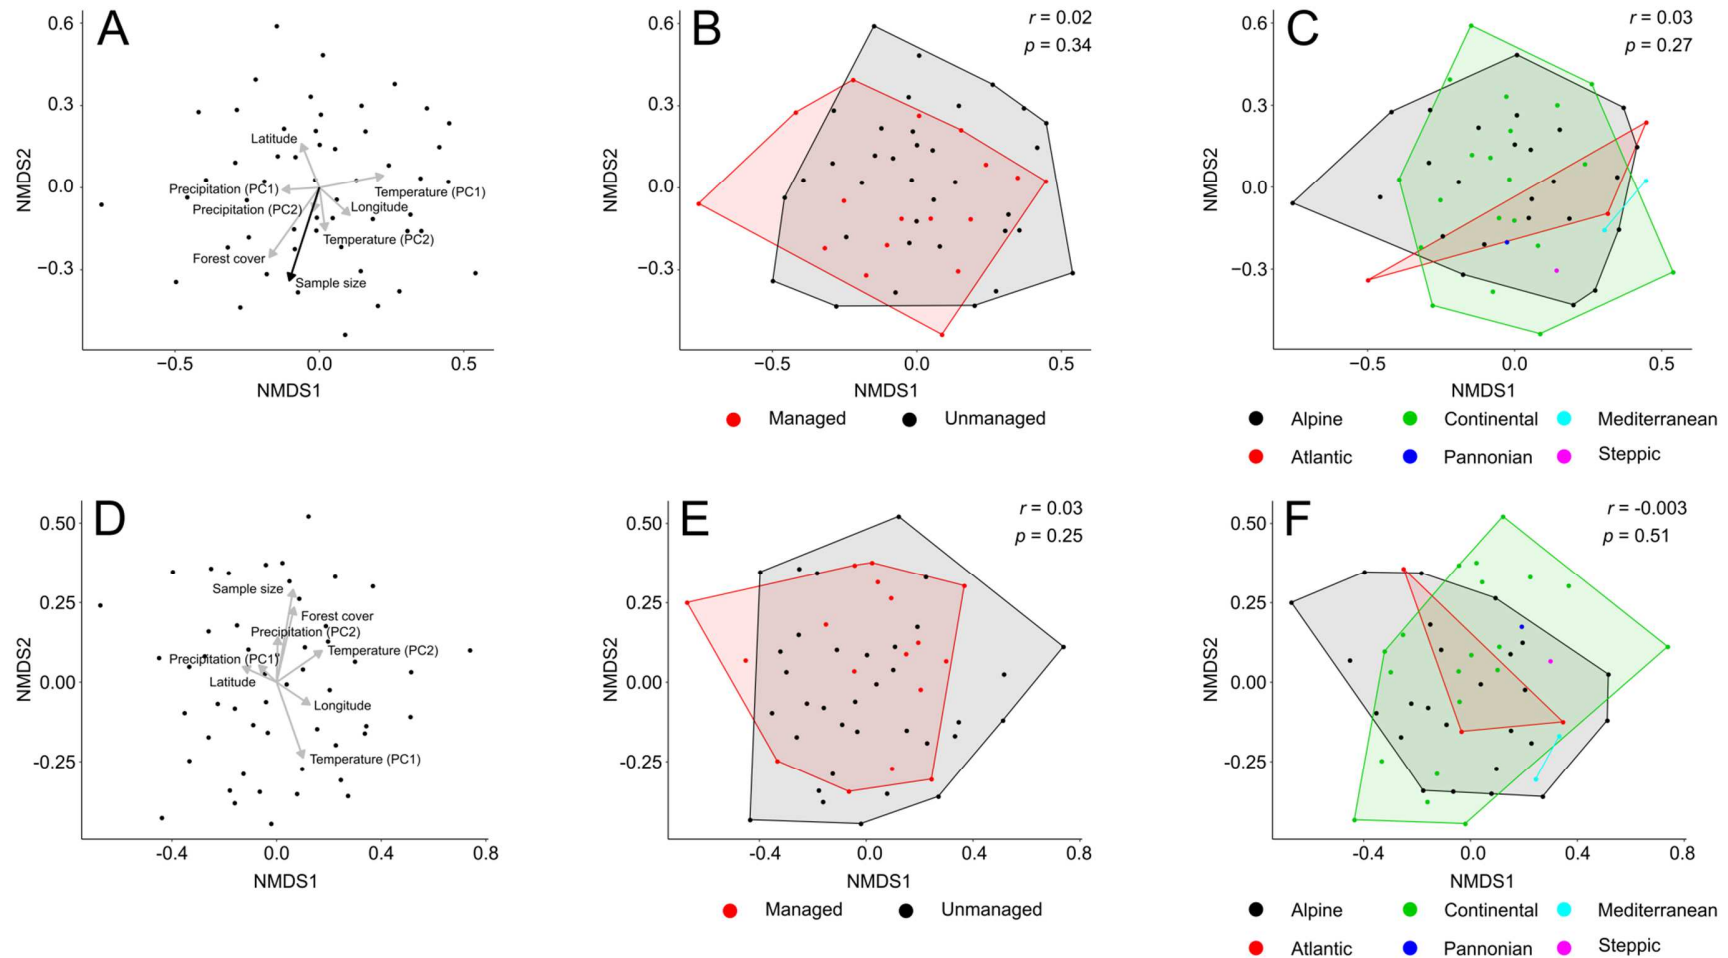 A
0.6
0.3
0.0
−0.3
NMDS2
Latitude
Precipitation (PC1)
Temperature (PC1)
Precipitation (PC2)
Longitude
Temperature (PC2)
Forest cover
Sample size
−0.5
0.0
0.5
NMDS1
B
r = 0.02
p = 0.34
0.6
0.3
0.0
−0.3
NMDS2
−0.5
0.0
0.5
NMDS1
Managed
Unmanaged
C
r = 0.03
p = 0.27
0.6
0.3
0.0
−0.3
NMDS2
−0.5
0.0
0.5
NMDS1
Alpine
Continental
Mediterranean
Atlantic
Pannonian
Steppic
D
0.50
0.25
0.00
-0.25
NMDS2
Sample size
Forest cover
Precipitation (PC2)
Temperature (PC2)
Precipitation (PC1)
Latitude
Longitude
Temperature (PC1)
-0.4
0.0
0.4
0.8
NMDS1
E
r = 0.03
p = 0.25
0.50
0.25
0.00
-0.25
NMDS2
-0.4
0.0
0.4
0.8
NMDS1
Managed
Unmanaged
F
r = -0.003
p = 0.51
0.50
0.25
0.00
-0.25
NMDS2
-0.4
0.0
0.4
0.8
NMDS1
Alpine
Continental
Mediterranean
Atlantic
Pannonian
Steppic